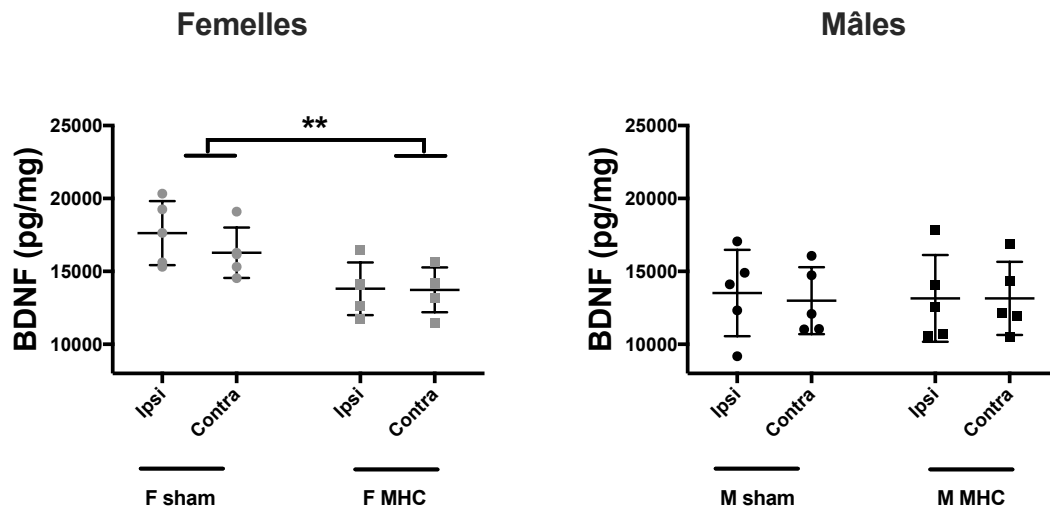 Femelles
BDNF (pg/mg)
25000
20000
15000
10000
**
Ipsi
Contra
Ipsi
Contra
F sham
F MHC
Mâles
BDNF (pg/mg)
25000
20000
15000
10000
Ipsi
Contra
Ipsi
Contra
M sham
M MHC